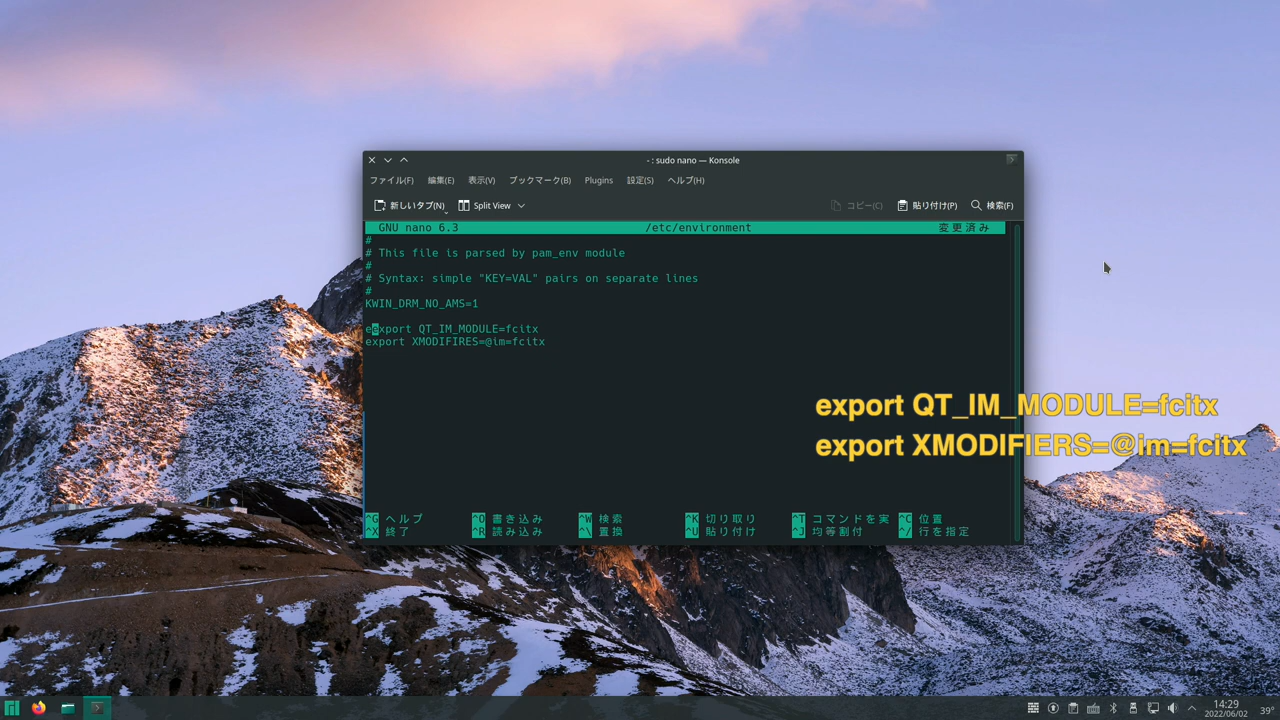 - : sudo nano — Konsole
ファイル(F) 編集(E) 表示(V) ブックマーク(B) Plugins 設定(S) ヘルプ(H)
新しいタブ(N) Split View コピー(C) 貼り付け(P) 検索(F)
GNU nano 6.3 /etc/environment 変更済み
#
# This file is parsed by pam_env module
#
# Syntax: simple "KEY=VAL" pairs on separate lines
#
KWIN_DRM_NO_AMS=1
eexport QT_IM_MODULE=fcitx
export XMODIFIRES=@im=fcitx
export QT_IM_MODULE=fcitx
export XMODIFIERS=@im=fcitx
^G ヘルプ ^O 書き込み ^W 検索 ^K 切り取り ^T コマンドを実 ^C 位置
^X 終了 ^R 読み込み ^\ 置換 ^U 貼り付け ^J 均等割付 ^/ 行を指定
14:29
2022/06/02
39°